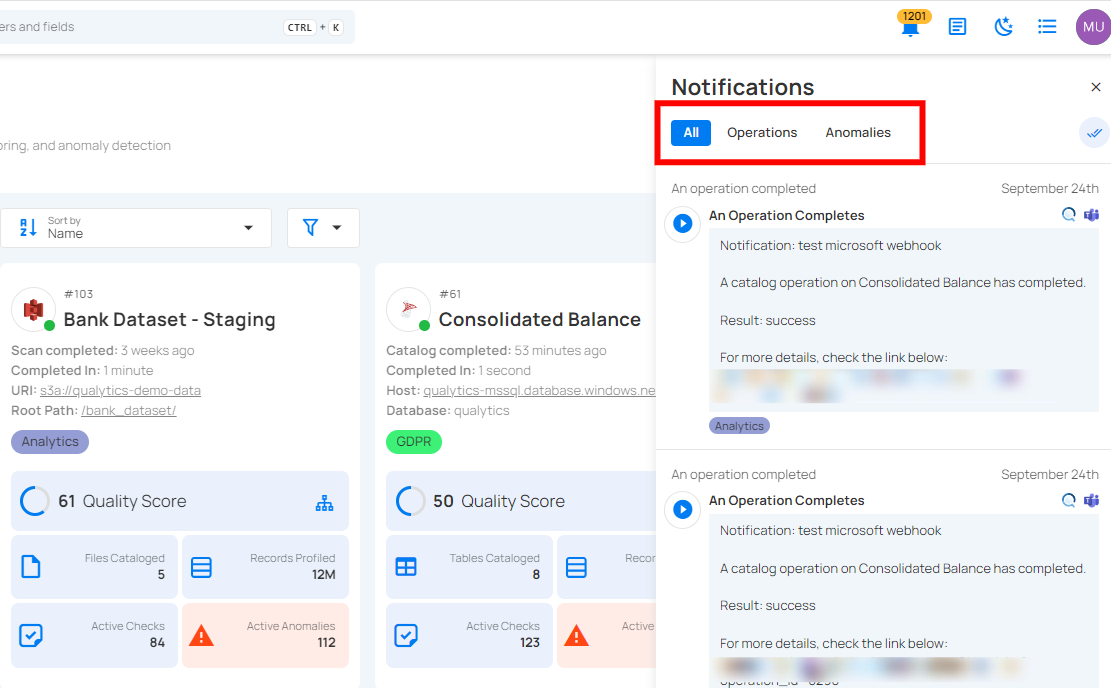 ers and fields
CTRL + K
1201
MU
Notifications
All Operations Anomalies
oring, and anomaly detection
Sort by
Name
An operation completed September 24th
An Operation Completes
Notification: test microsoft webhook
A catalog operation on Consolidated Balance has completed.
Result: success
For more details, check the link below:
Analytics
#103
Bank Dataset - Staging
Scan completed: 3 weeks ago
Completed In: 1 minute
URI: s3a://qualytics-demo-data
Root Path: /bank_dataset/
Analytics
61 Quality Score
Files Cataloged
5
Records Profiled
12M
Active Checks
84
Active Anomalies
112
#61
Consolidated Balance
Catalog completed: 53 minutes ago
Completed In: 1 second
Host: qualytics-mssql.database.windows.ne
Database: qualytics
GDPR
50 Quality Score
Tables Cataloged
8
Recor
Active Checks
123
Active
An operation completed September 24th
An Operation Completes
Notification: test microsoft webhook
A catalog operation on Consolidated Balance has completed.
Result: success
For more details, check the link below: